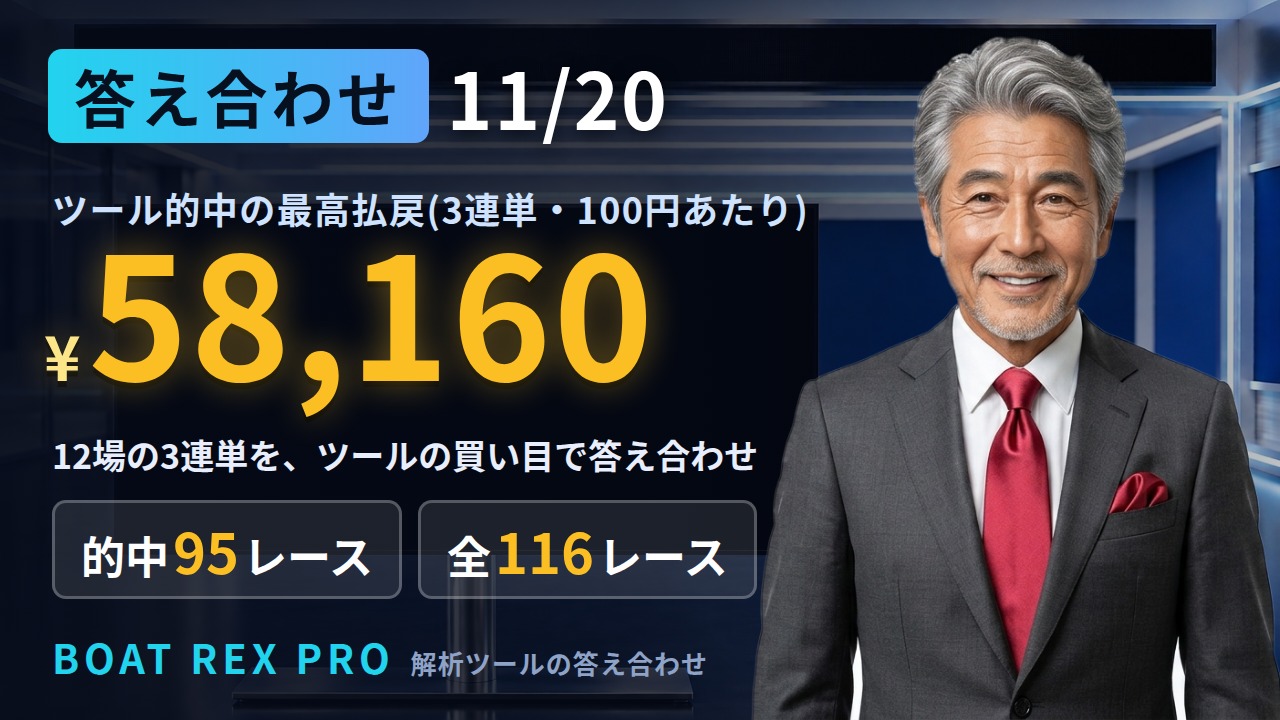 答え合わせ 11/20
ツール的中の最高払戻(3連単・100円あたり)
¥58,160
12場の3連単を、ツールの買い目で答え合わせ
的中95レース 全116レース
BOAT REX PRO 解析ツールの答え合わせ